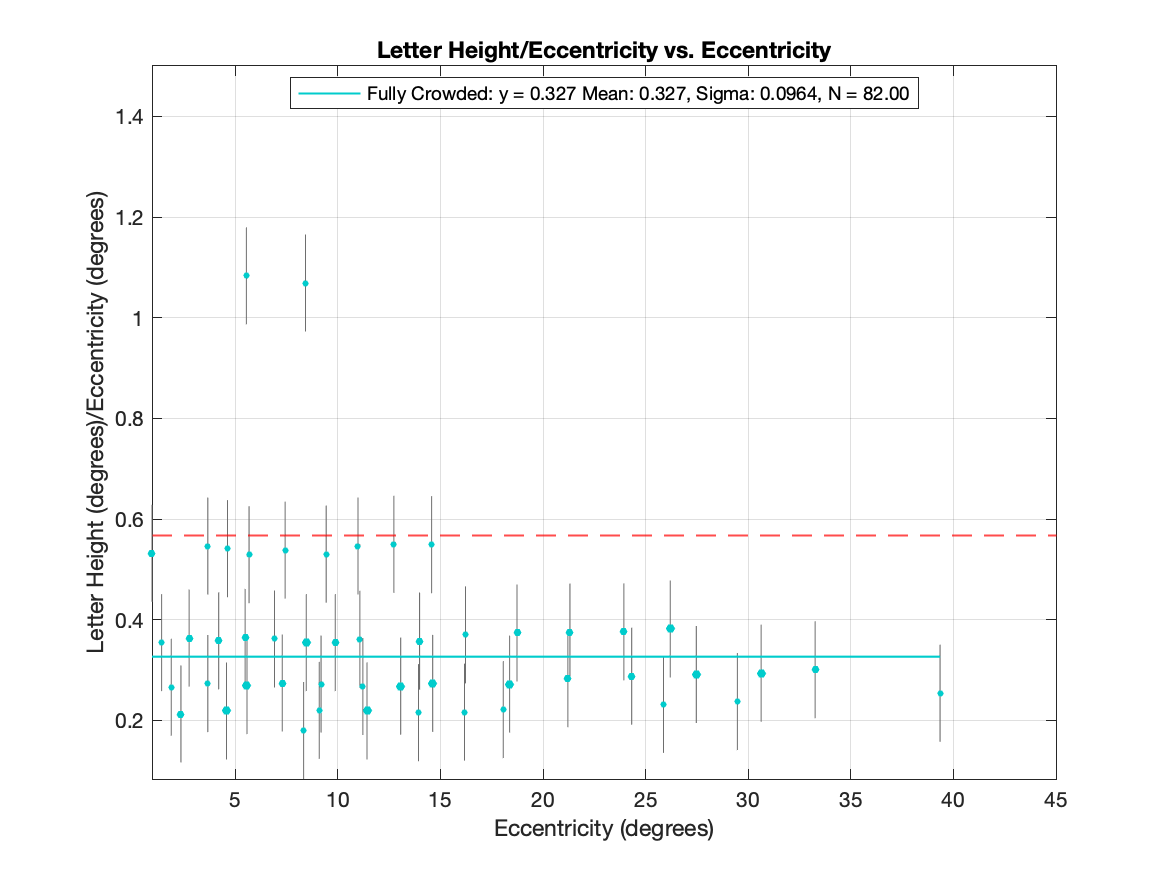 Letter Height/Eccentricity vs. Eccentricity
Fully Crowded: y = 0.327 Mean: 0.327, Sigma: 0.0964, N = 82.00
Letter Height (degrees)/Eccentricity (degrees)
1.4
1.2
1
0.8
0.6
0.4
0.2
5 10 15 20 25 30 35 40 45
Eccentricity (degrees)